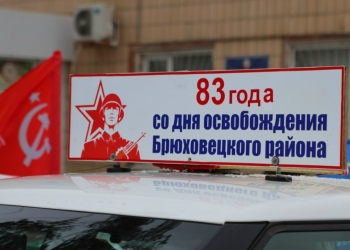 83 года
со дня освобождения
Брюховецкого района